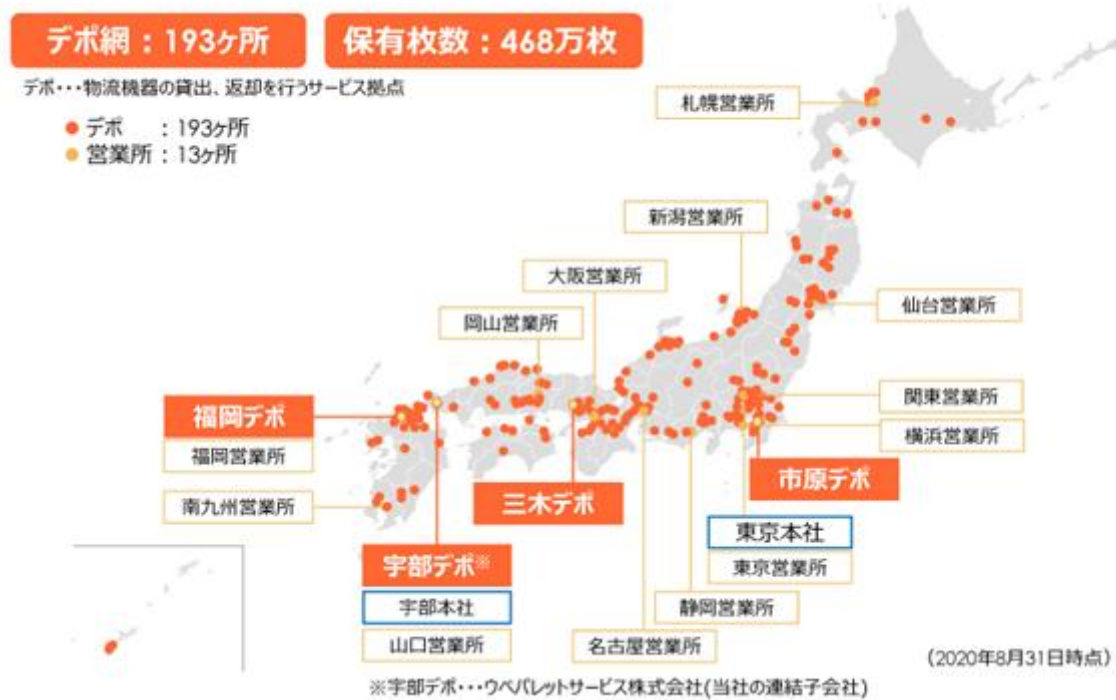 デポ網：193ヶ所
保有枚数：468万枚
デポ・・・物流機器の貸出、返却を行うサービス拠点
デポ ：193ヶ所
営業所：13ヶ所
札幌営業所
新潟営業所
大阪営業所
岡山営業所
仙台営業所
関東営業所
横浜営業所
福岡デポ
福岡営業所
南九州営業所
三木デポ
市原デポ
東京本社
東京営業所
宇部デポ※
宇部本社
山口営業所
静岡営業所
名古屋営業所
（2020年8月31日時点）
※宇部デポ・・・ウベパレットサービス株式会社(当社の連結子会社)